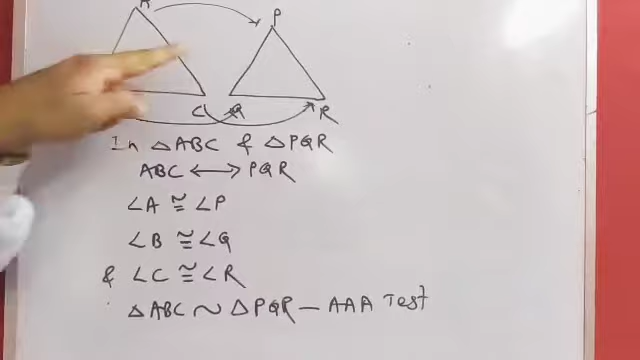 A P
C Q R
In △ABC & △PQR
ABC ⟷ PQR
∠A ≅ ∠P
∠B ≅ ∠Q
& ∠C ≅ ∠R
△ABC ~ △PQR – AAA Test